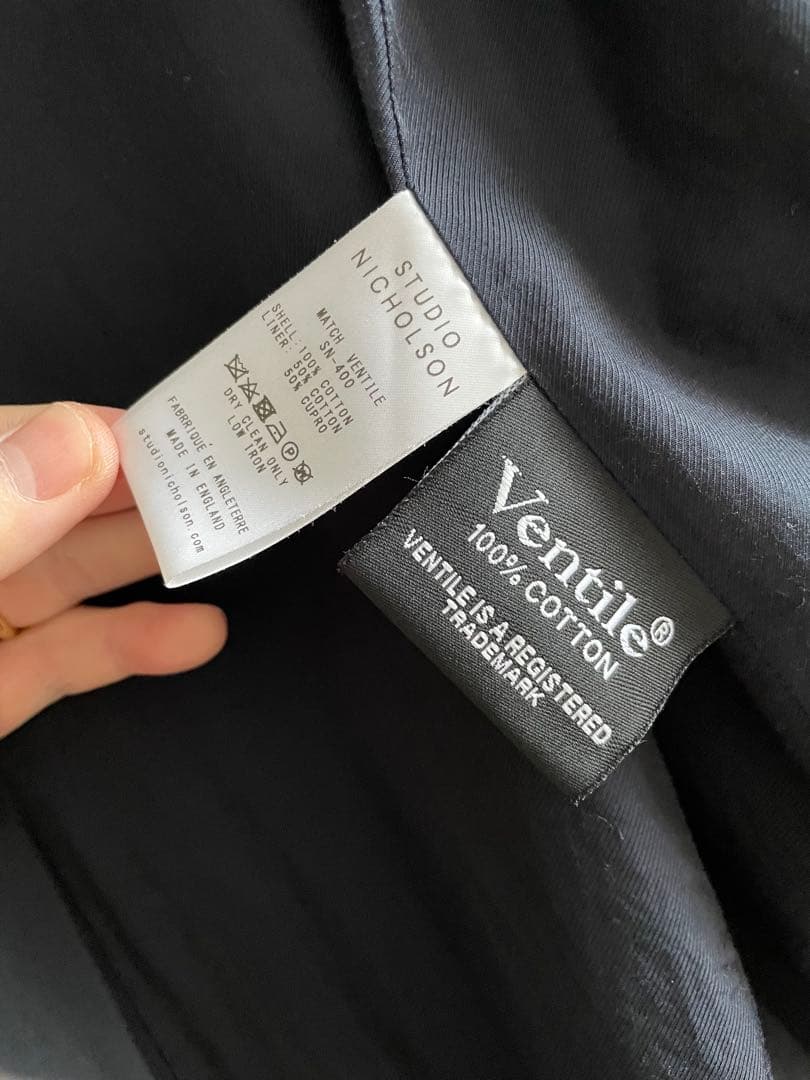 STUDIO
NICHOLSON
MATCH VENTILE
SN-400
SHELL: 100% COTTON
LINER: 50% COTTON
50% CUPRO
DRY CLEAN ONLY
LOW IRON
FABRRIQUÉ EN ANGLETERRE
MADE IN ENGLAND
studionicholson.com
Ventile®
100% COTTON
VENTILE IS A REGISTERED
TRADEMARK